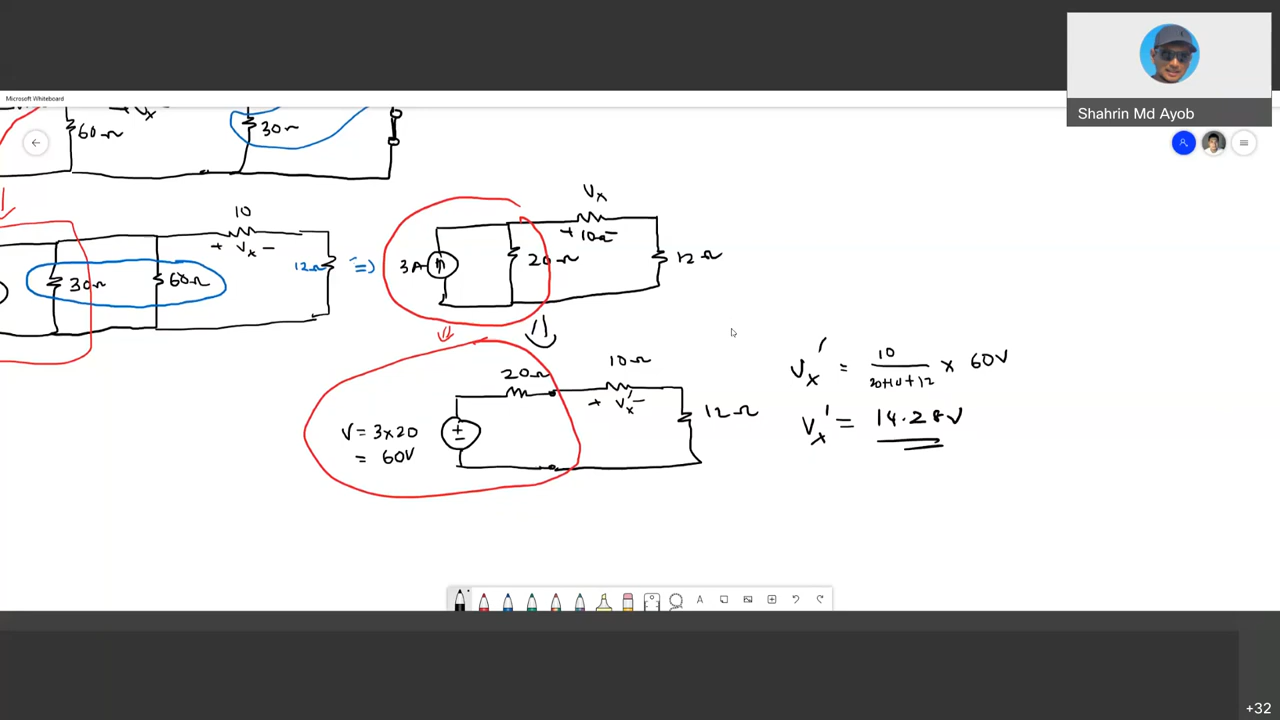 Shahrin Md Ayob
Microsoft Whiteboard
Vx
60Ω
30Ω
10
+ Vx -
30Ω
60Ω
12Ω
=>
Vx
+ 10Ω -
3A
20Ω
12Ω
20Ω
10Ω
+ Vx' -
12Ω
V = 3x20
= 60V
Vx' = 10/(20+10+12) x 60V
Vx' = 14.28V
A
+32